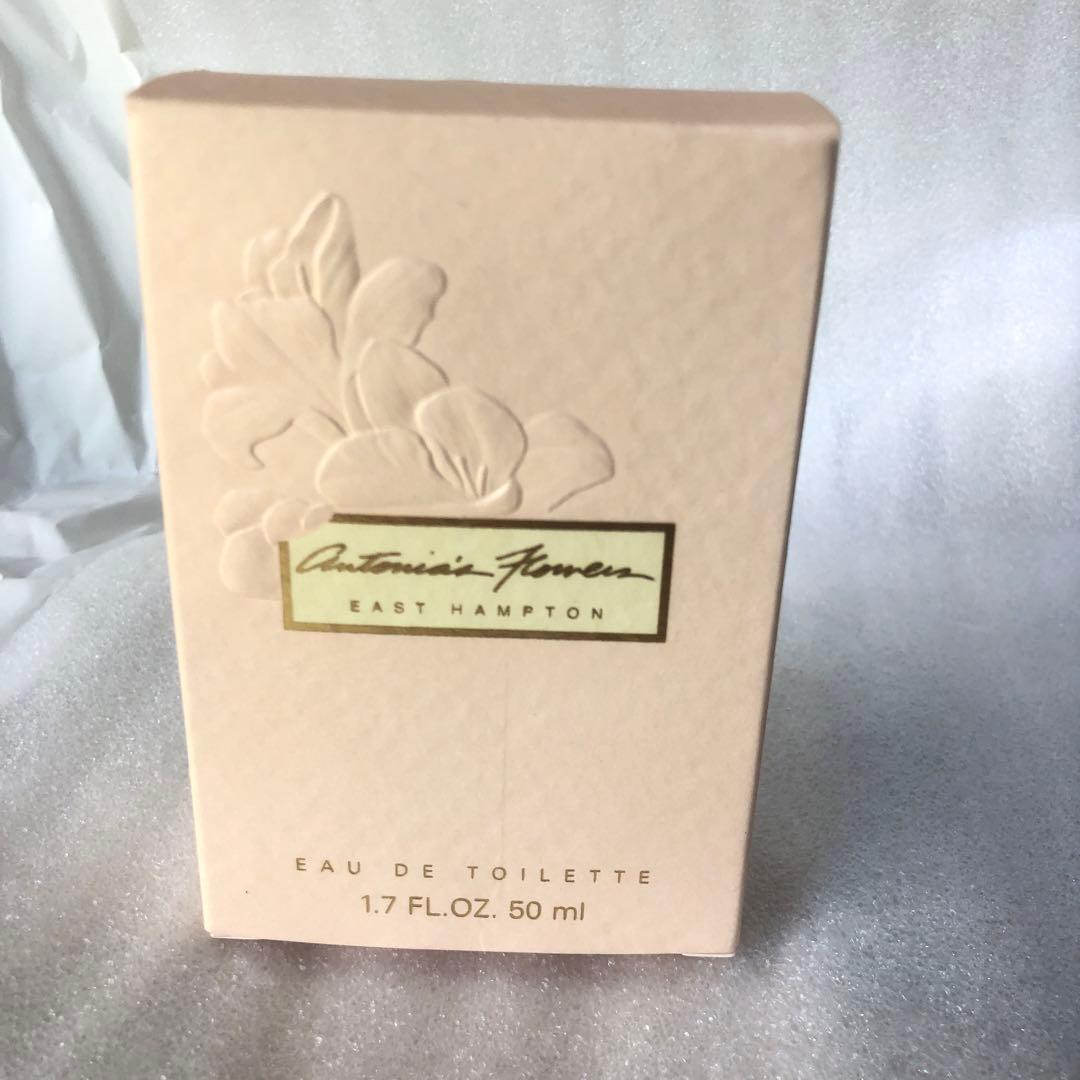 Antonia's Flowers
EAST HAMPTON
EAU DE TOILETTE
1.7 FL.OZ. 50 ml